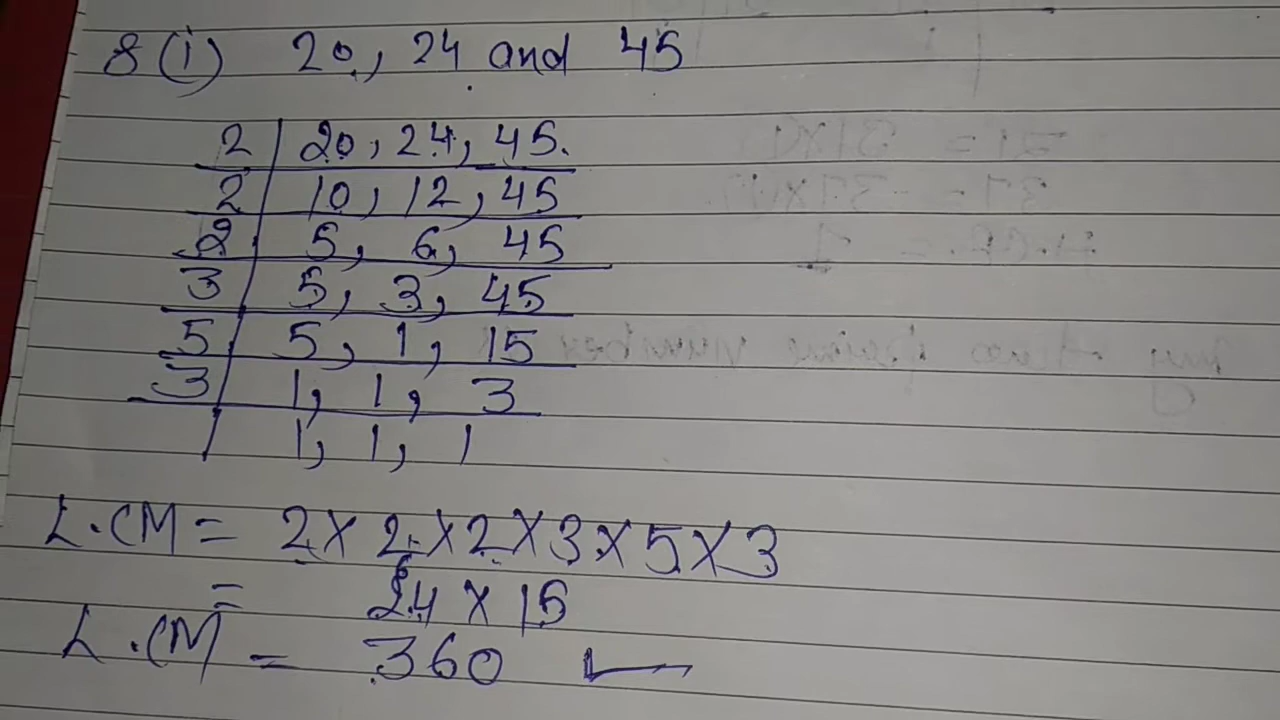 8 (i) 20, 24 and 45
2 | 20, 24, 45.
2 | 10, 12, 45
2 | 5, 6, 45
3 | 5, 3, 45
5 | 5, 1, 15
3 | 1, 1, 3
| 1, 1, 1
L.CM = 2 × 2 × 2 × 3 × 5 × 3
= 24 × 15
L.CM = 360